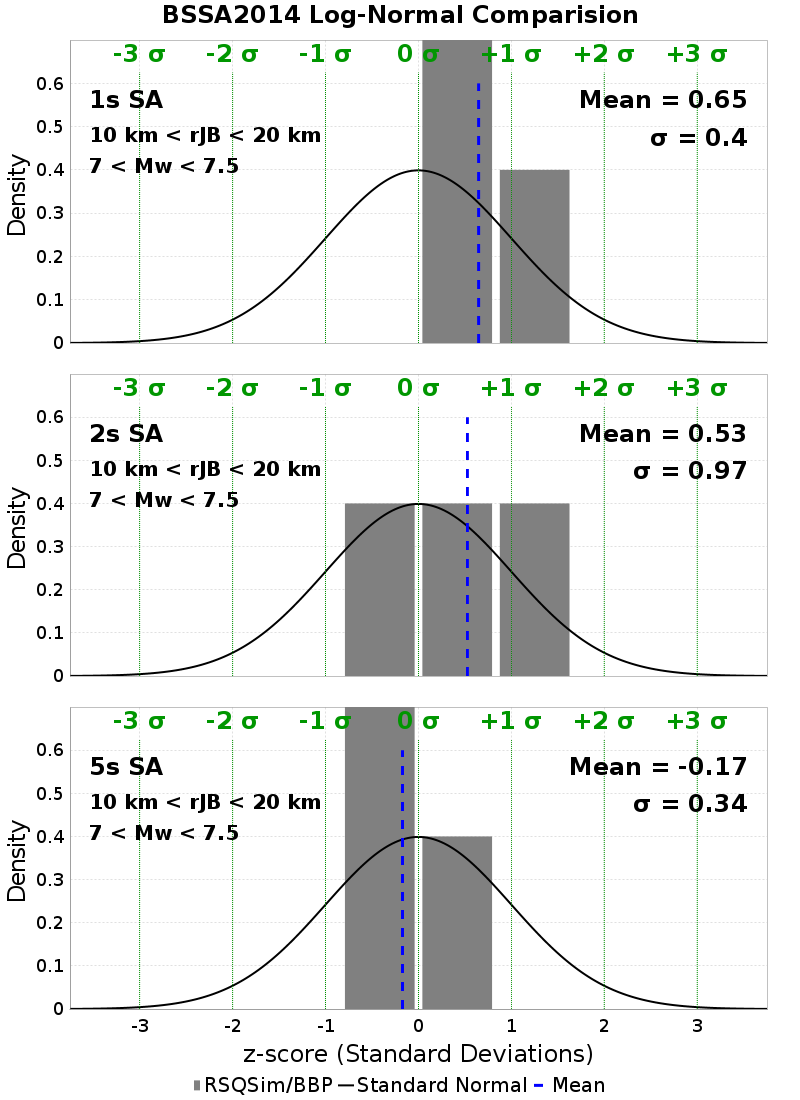 BSSA2014 Log-Normal Comparision
-3 σ -2 σ -1 σ 0 σ +1 σ +2 σ +3 σ
0.6
1s SA Mean = 0.65
0.5
10 km < rJB < 20 km σ = 0.4
7 < Mw < 7.5
0.4
0.3
0.2
0.1
0
Density
-3 σ -2 σ -1 σ 0 σ +1 σ +2 σ +3 σ
0.6
2s SA Mean = 0.53
0.5
10 km < rJB < 20 km σ = 0.97
7 < Mw < 7.5
0.4
0.3
0.2
0.1
0
Density
-3 σ -2 σ -1 σ 0 σ +1 σ +2 σ +3 σ
0.6
5s SA Mean = -0.17
0.5
10 km < rJB < 20 km σ = 0.34
7 < Mw < 7.5
0.4
0.3
0.2
0.1
0
Density
-3 -2 -1 0 1 2 3
z-score (Standard Deviations)
RSQSim/BBP Standard Normal Mean